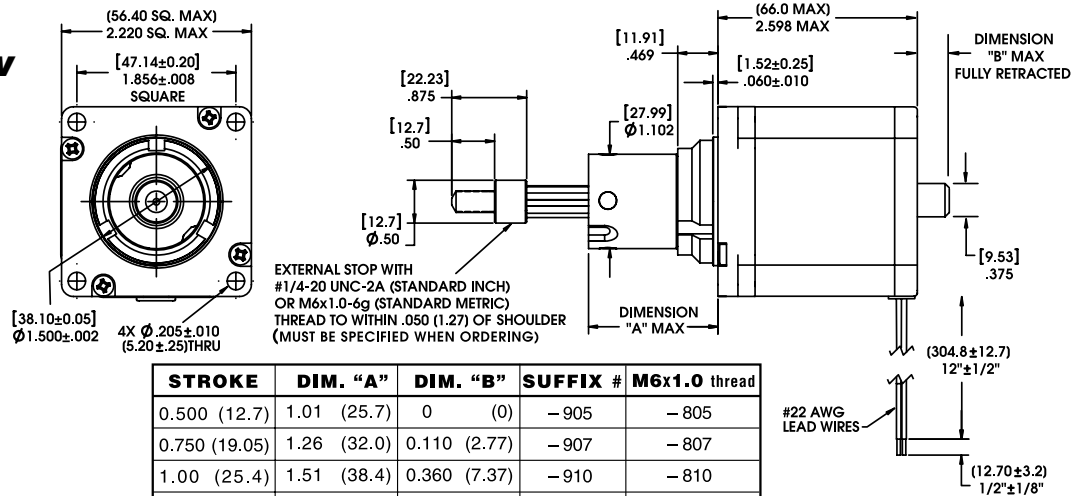 (56.40 SQ. MAX)
2.220 SQ. MAX
[47.14±0.20]
1.856±.008
SQUARE
[38.10±0.05]
Ø1.500±.002
4X Ø.205±.010
(5.20±.25)THRU
[22.23]
.875
[12.7]
.50
[12.7]
Ø.50
EXTERNAL STOP WITH
#1/4-20 UNC-2A (STANDARD INCH)
OR M6x1.0-6g (STANDARD METRIC)
THREAD TO WITHIN .050 (1.27) OF SHOULDER
(MUST BE SPECIFIED WHEN ORDERING)
[11.91]
.469
[27.99]
Ø1.102
(66.0 MAX)
2.598 MAX
[1.52±0.25]
.060±.010
DIMENSION
"B" MAX
FULLY RETRACTED
[9.53]
.375
DIMENSION
"A" MAX
(304.8±12.7)
12"±1/2"
#22 AWG
LEAD WIRES
(12.70±3.2)
1/2"±1/8"
STROKE DIM. "A" DIM. "B" SUFFIX # M6x1.0 thread
0.500 (12.7) 1.01 (25.7) 0 (0) –905 –805
0.750 (19.05) 1.26 (32.0) 0.110 (2.77) –907 –807
1.00 (25.4) 1.51 (38.4) 0.360 (7.37) –910 –810